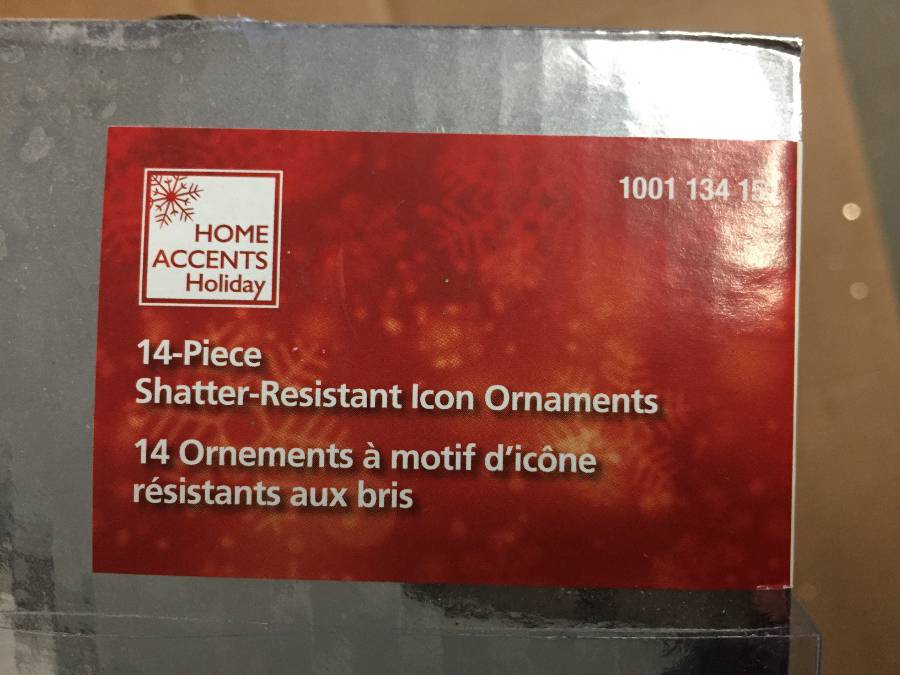 HOME
ACCENTS
Holiday
1001 134
14-Piece
Shatter-Resistant Icon Ornaments
14 Ornements à motif d'icône
résistants aux bris